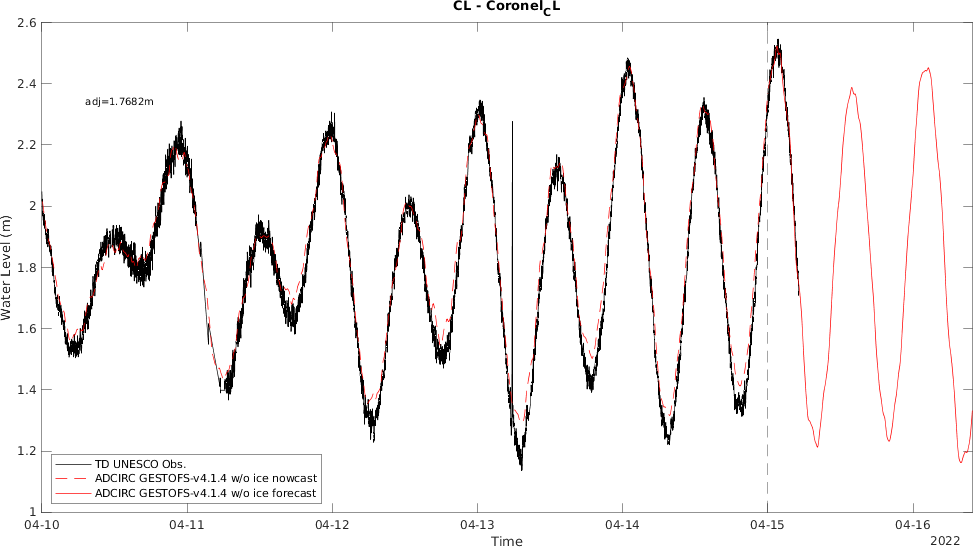 CL - Coronel_CL
2.6
2.4
adj=1.7682m
2.2
2
1.8
1.6
1.4
1.2
1
Water Level (m)
TD UNESCO Obs.
ADCIRC GESTOFS-v4.1.4 w/o ice nowcast
ADCIRC GESTOFS-v4.1.4 w/o ice forecast
04-10 04-11 04-12 04-13 04-14 04-15 04-16
Time 2022